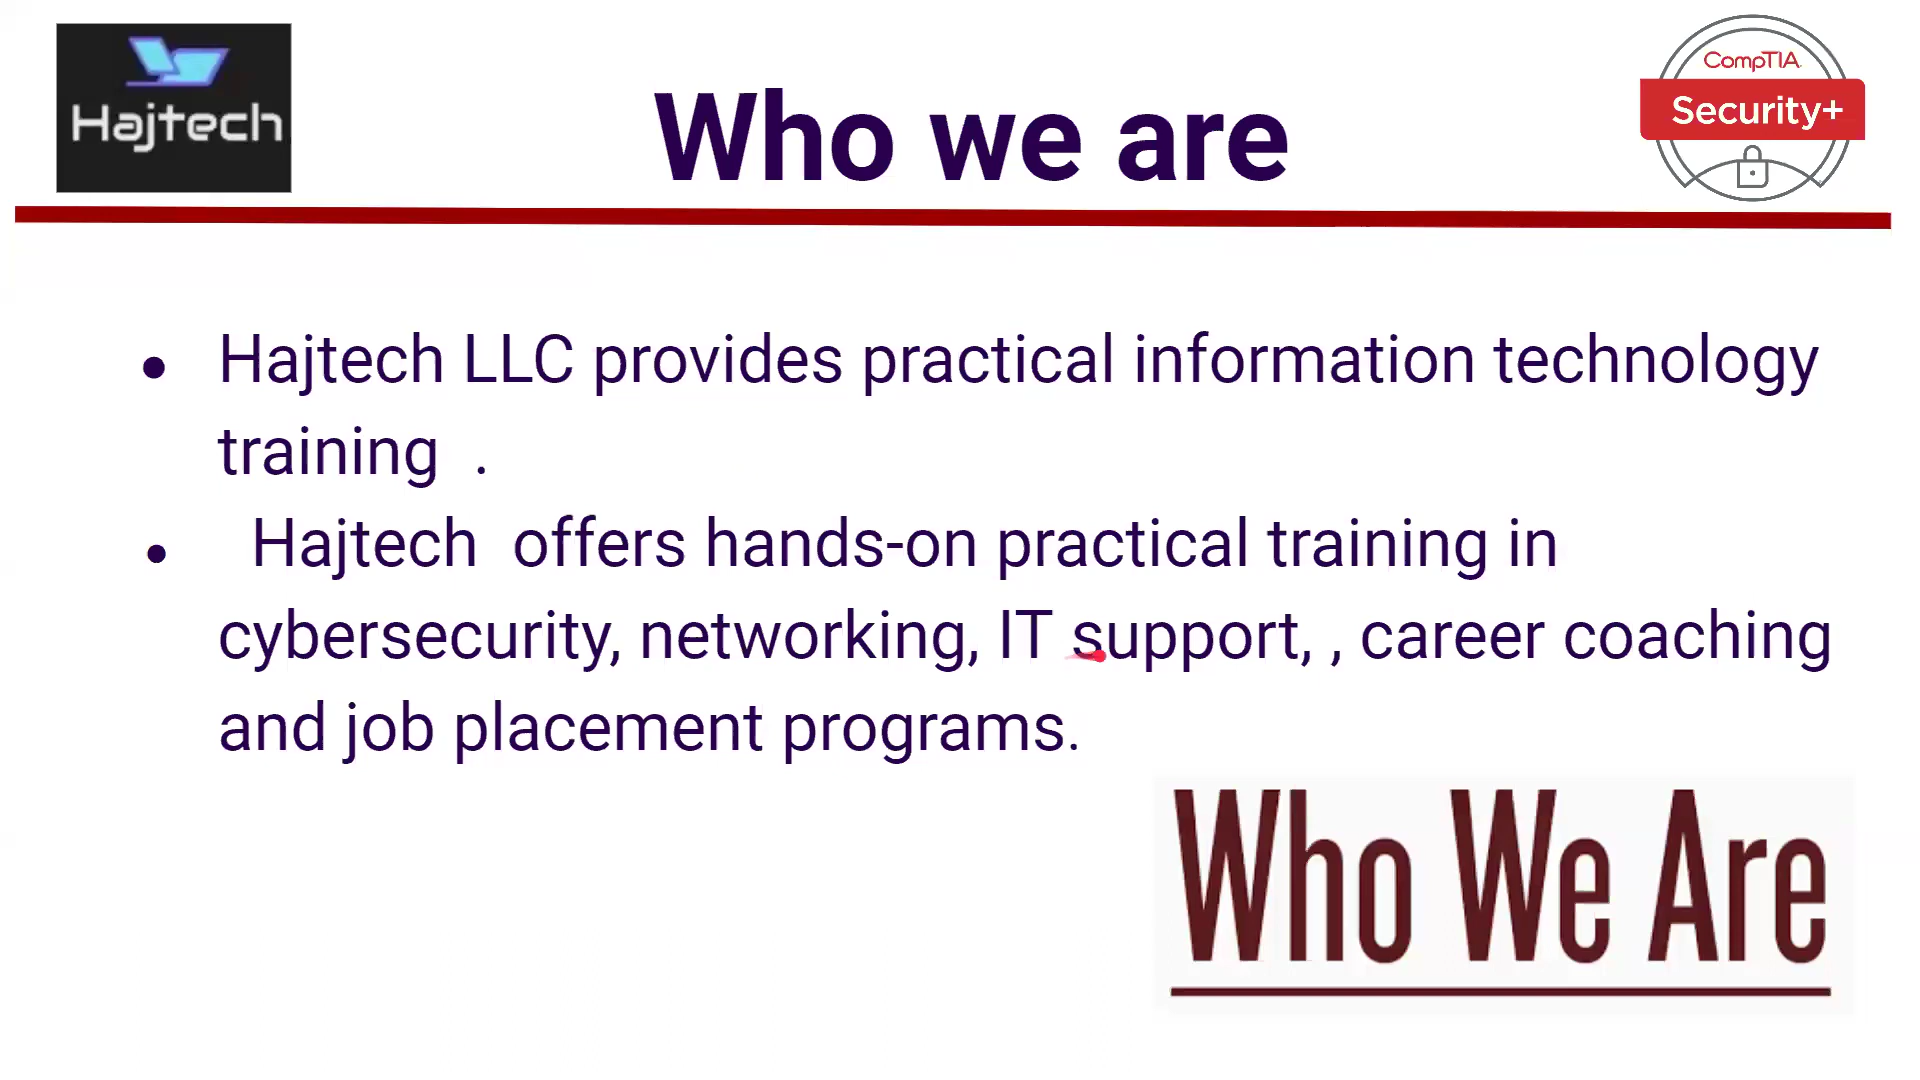 Hajtech
Who we are
CompTIA.
Security+
Hajtech LLC provides practical information technology
training .
Hajtech offers hands-on practical training in
cybersecurity, networking, IT support, , career coaching
and job placement programs.
Who We Are